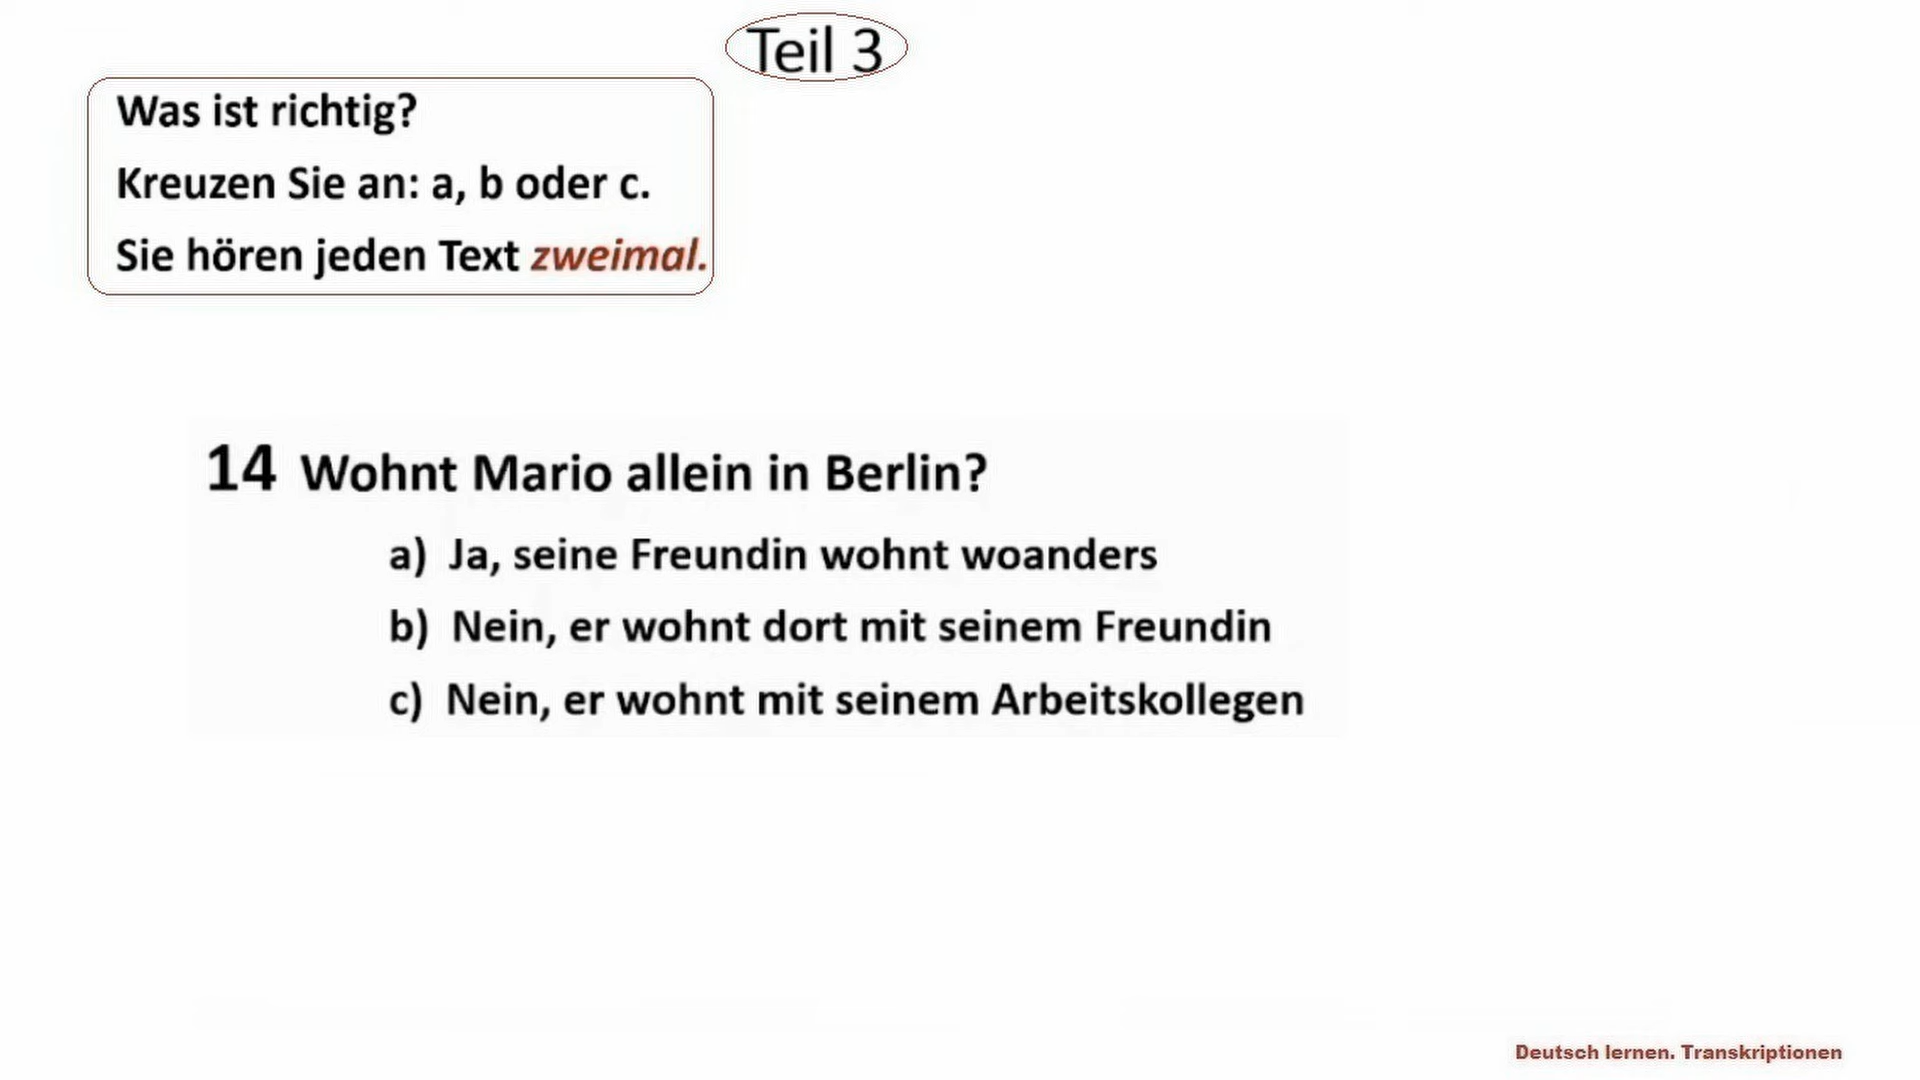 Teil 3
Was ist richtig?
Kreuzen Sie an: a, b oder c.
Sie hören jeden Text zweimal.
14 Wohnt Mario allein in Berlin?
a) Ja, seine Freundin wohnt woanders
b) Nein, er wohnt dort mit seinem Freundin
c) Nein, er wohnt mit seinem Arbeitskollegen
Deutsch lernen. Transkriptionen